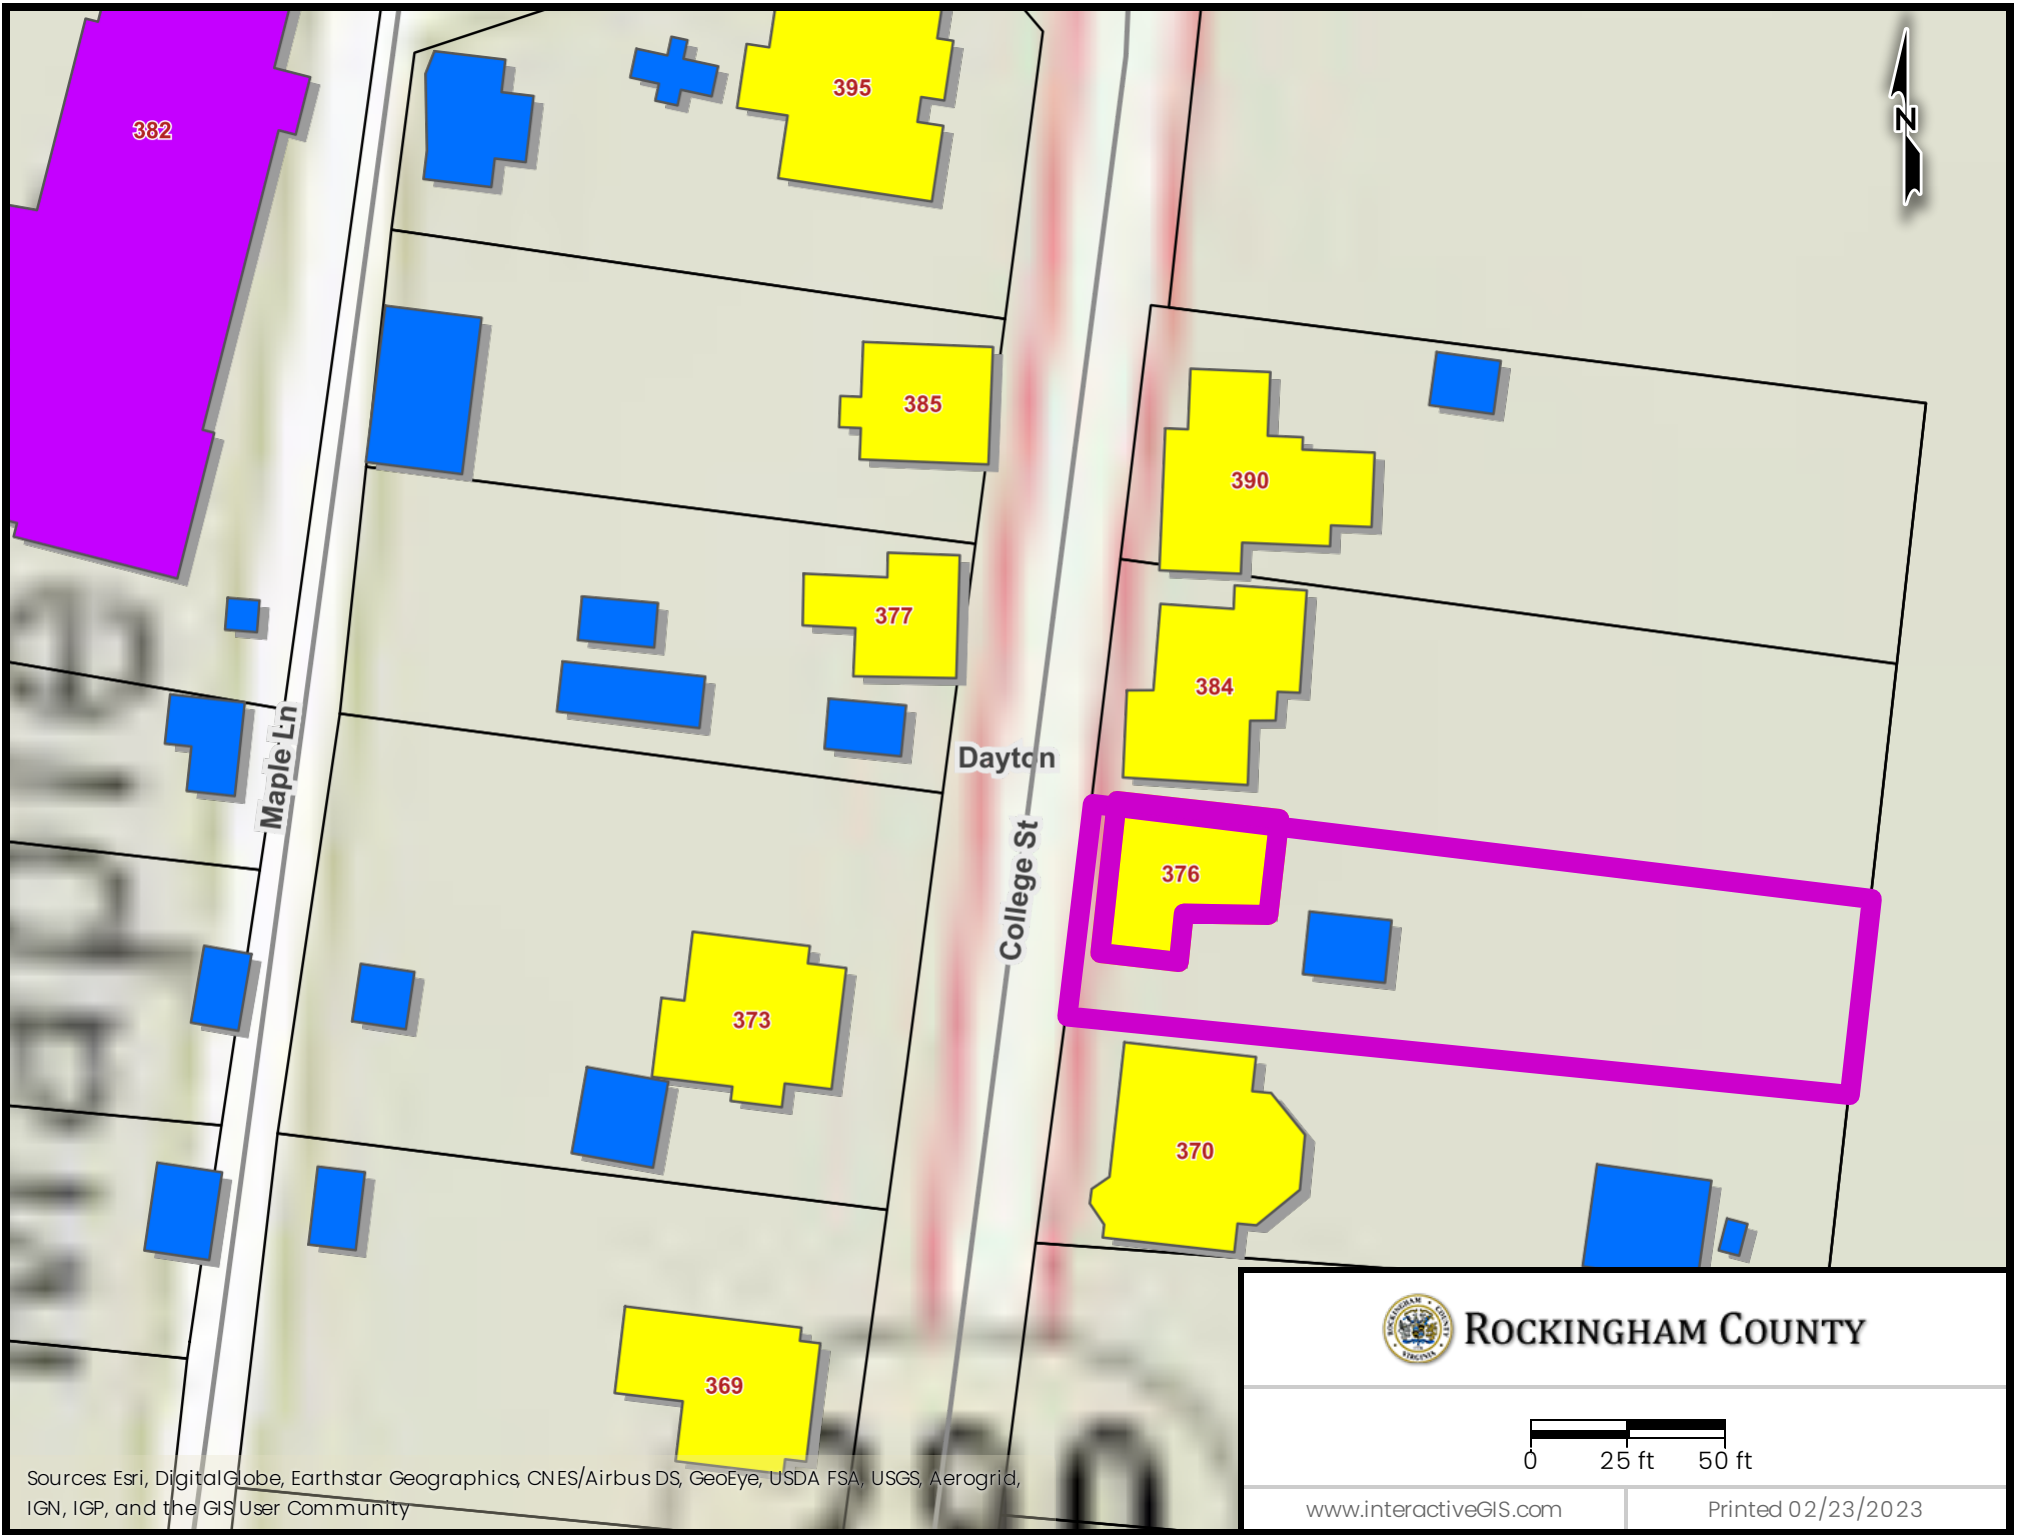 395
382
N
385
390
377
384
Maple Ln
Dayton
College St
376
373
370
369
ROCKINGHAM COUNTY
0 25 ft 50 ft
www.interactiveGIS.com
Printed 02/23/2023
Sources: Esri, DigitalGlobe, Earthstar Geographics, CNES/Airbus DS, GeoEye, USDA FSA, USGS, Aerogrid,
IGN, IGP, and the GIS User Community